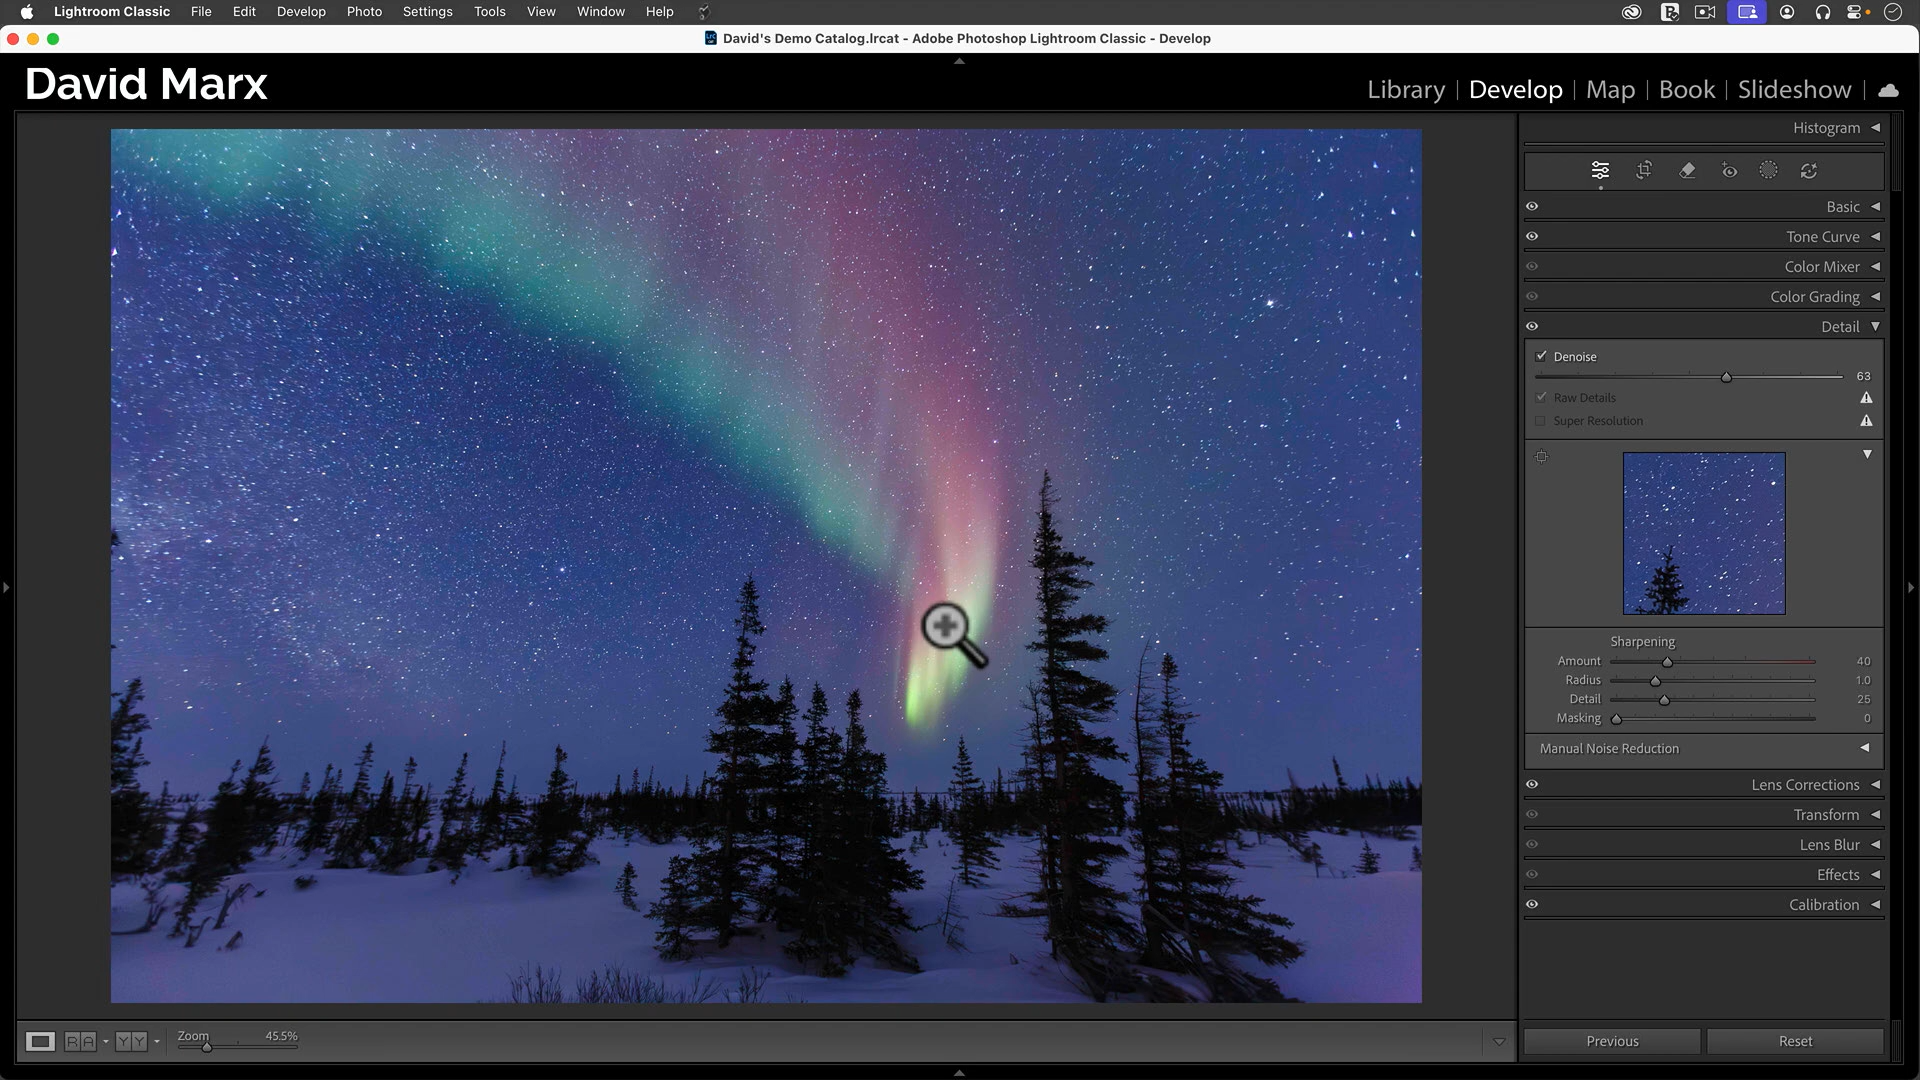 Lightroom Classic File Edit Develop Photo Settings Tools View Window Help
David's Demo Catalog.lrcat - Adobe Photoshop Lightroom Classic - Develop
David Marx
Library | Develop | Map | Book | Slideshow |
Histogram
Basic
Tone Curve
Color Mixer
Color Grading
Detail
Denoise
63
Raw Details
Super Resolution
Sharpening
Amount 40
Radius 1.0
Detail 25
Masking 0
Manual Noise Reduction
Lens Corrections
Transform
Lens Blur
Effects
Calibration
R A Y Y Zoom 45.5%
Previous Reset